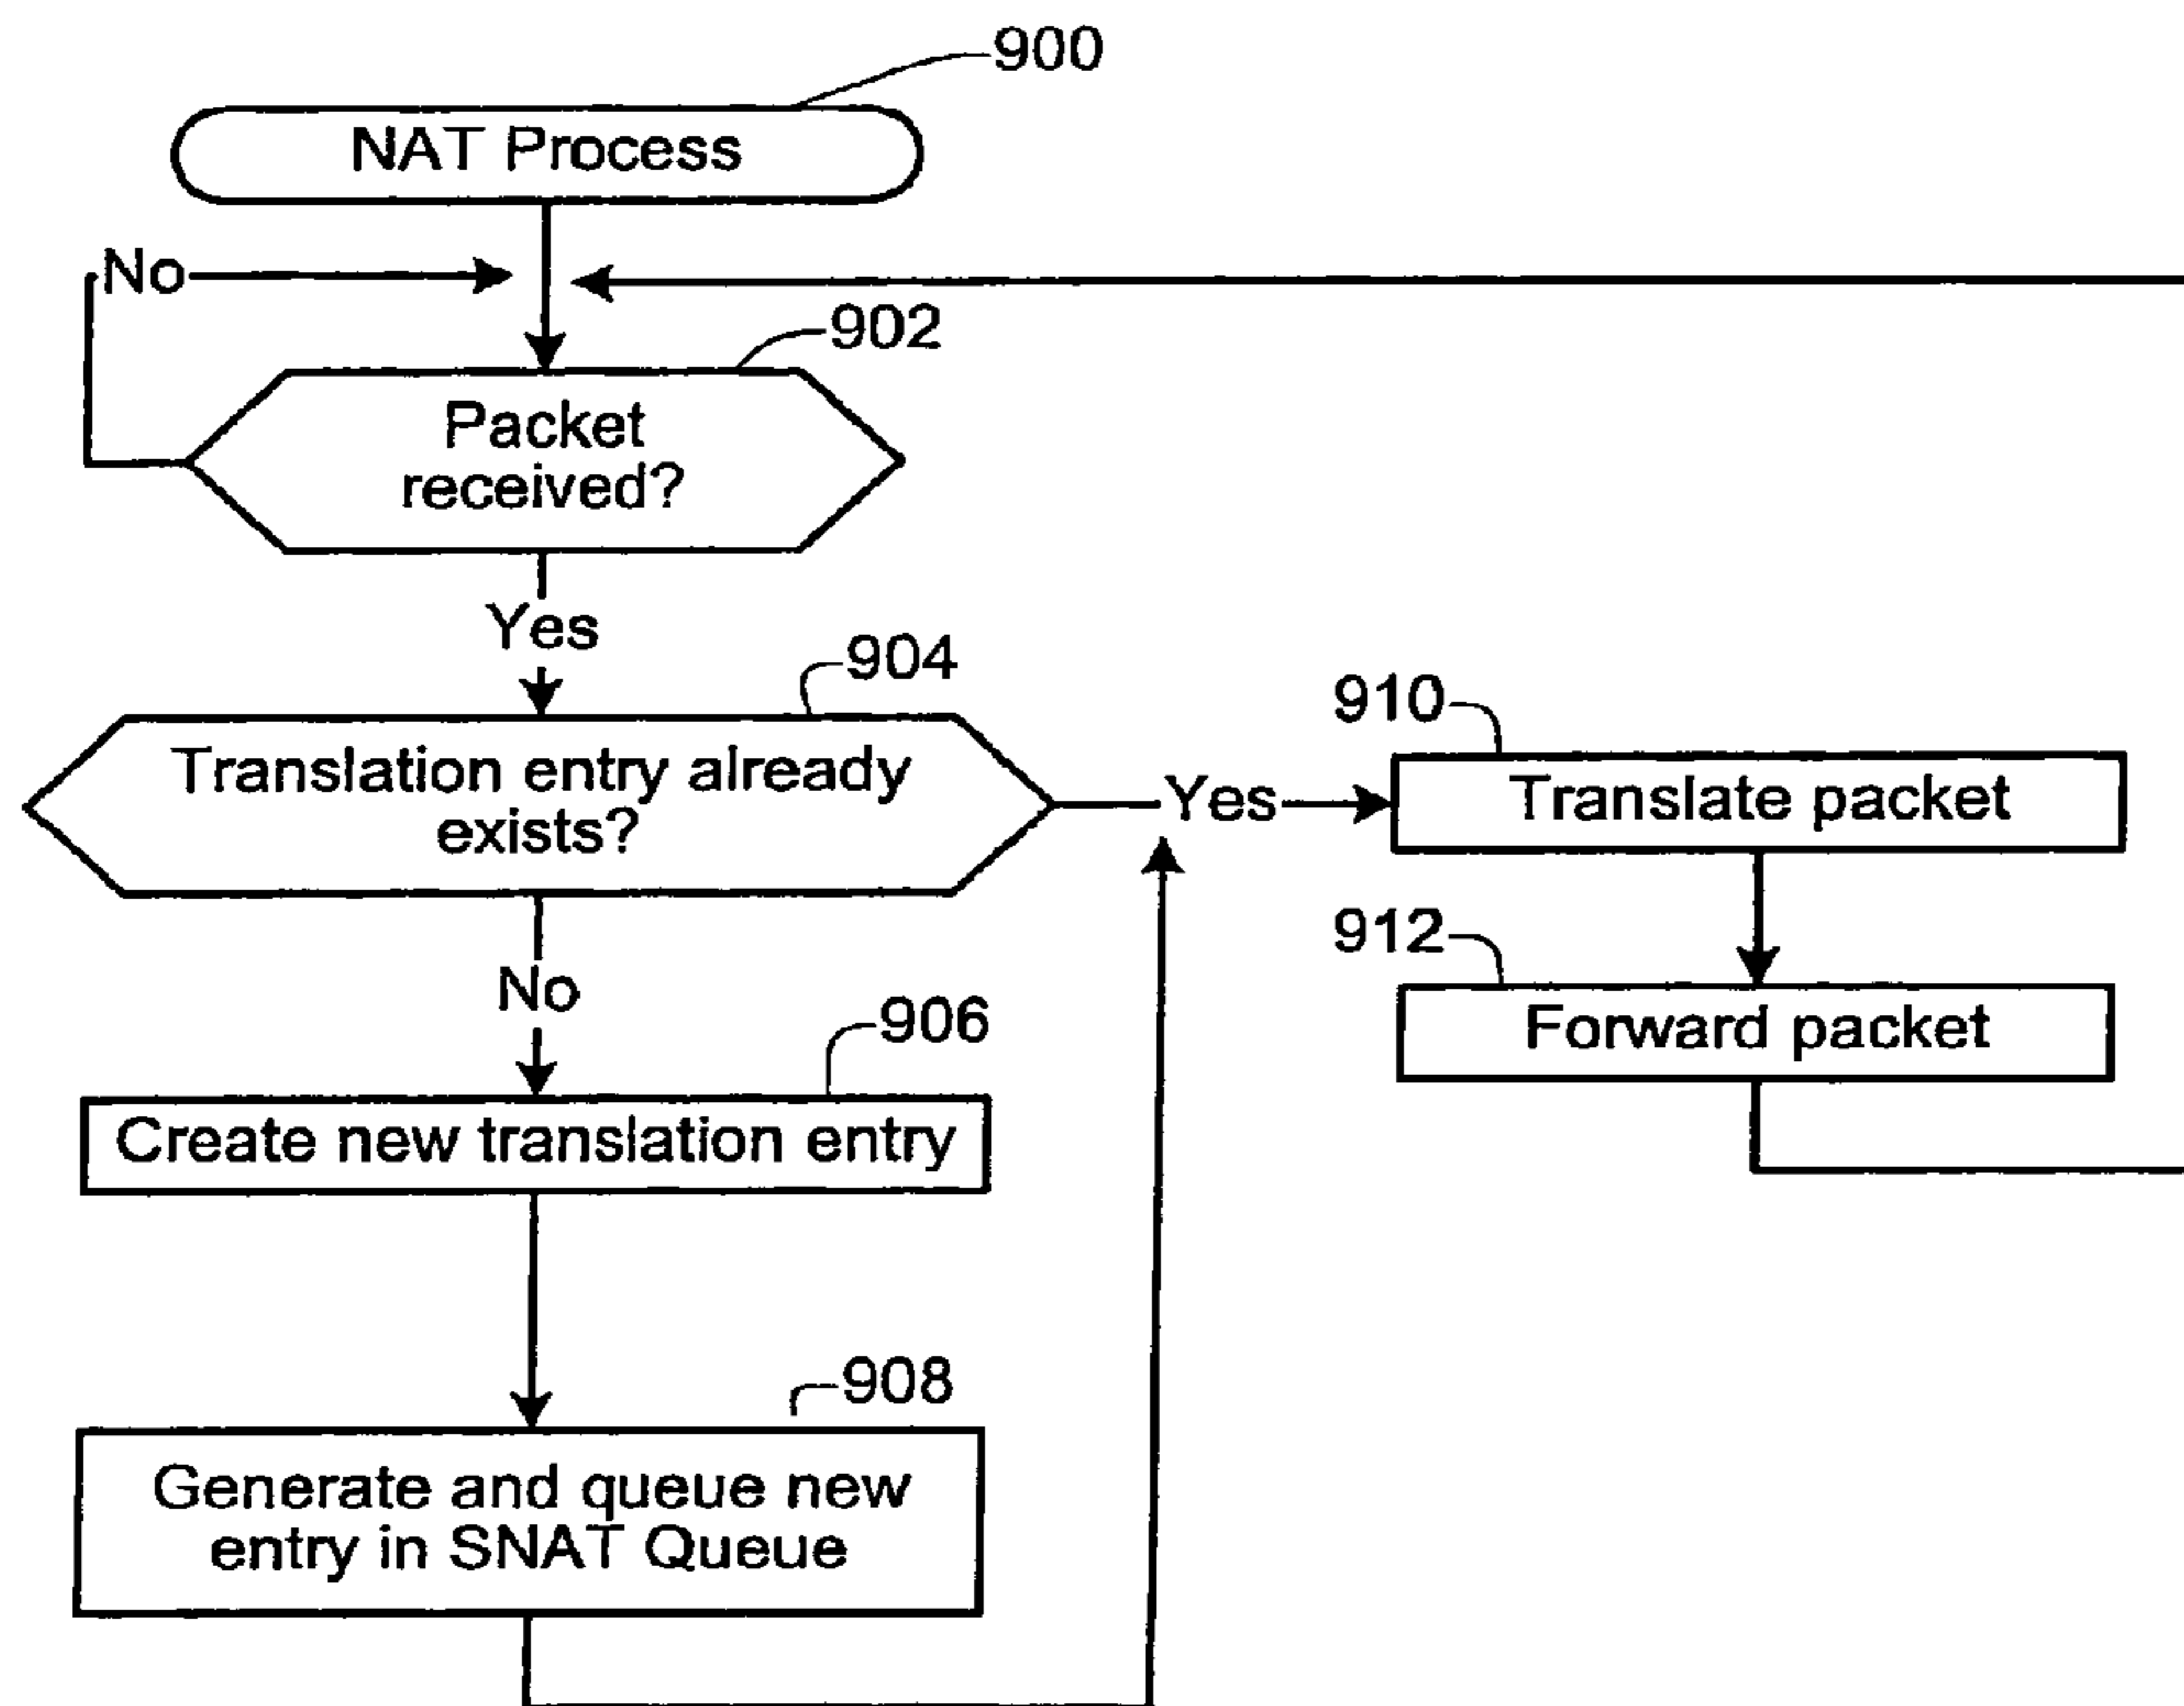 900
NAT Process
No
902
Packet
received?
Yes
904
Translation entry already
exists?
Yes
910
Translate packet
912
Forward packet
No
906
Create new translation entry
908
Generate and queue new
entry in SNAT Queue